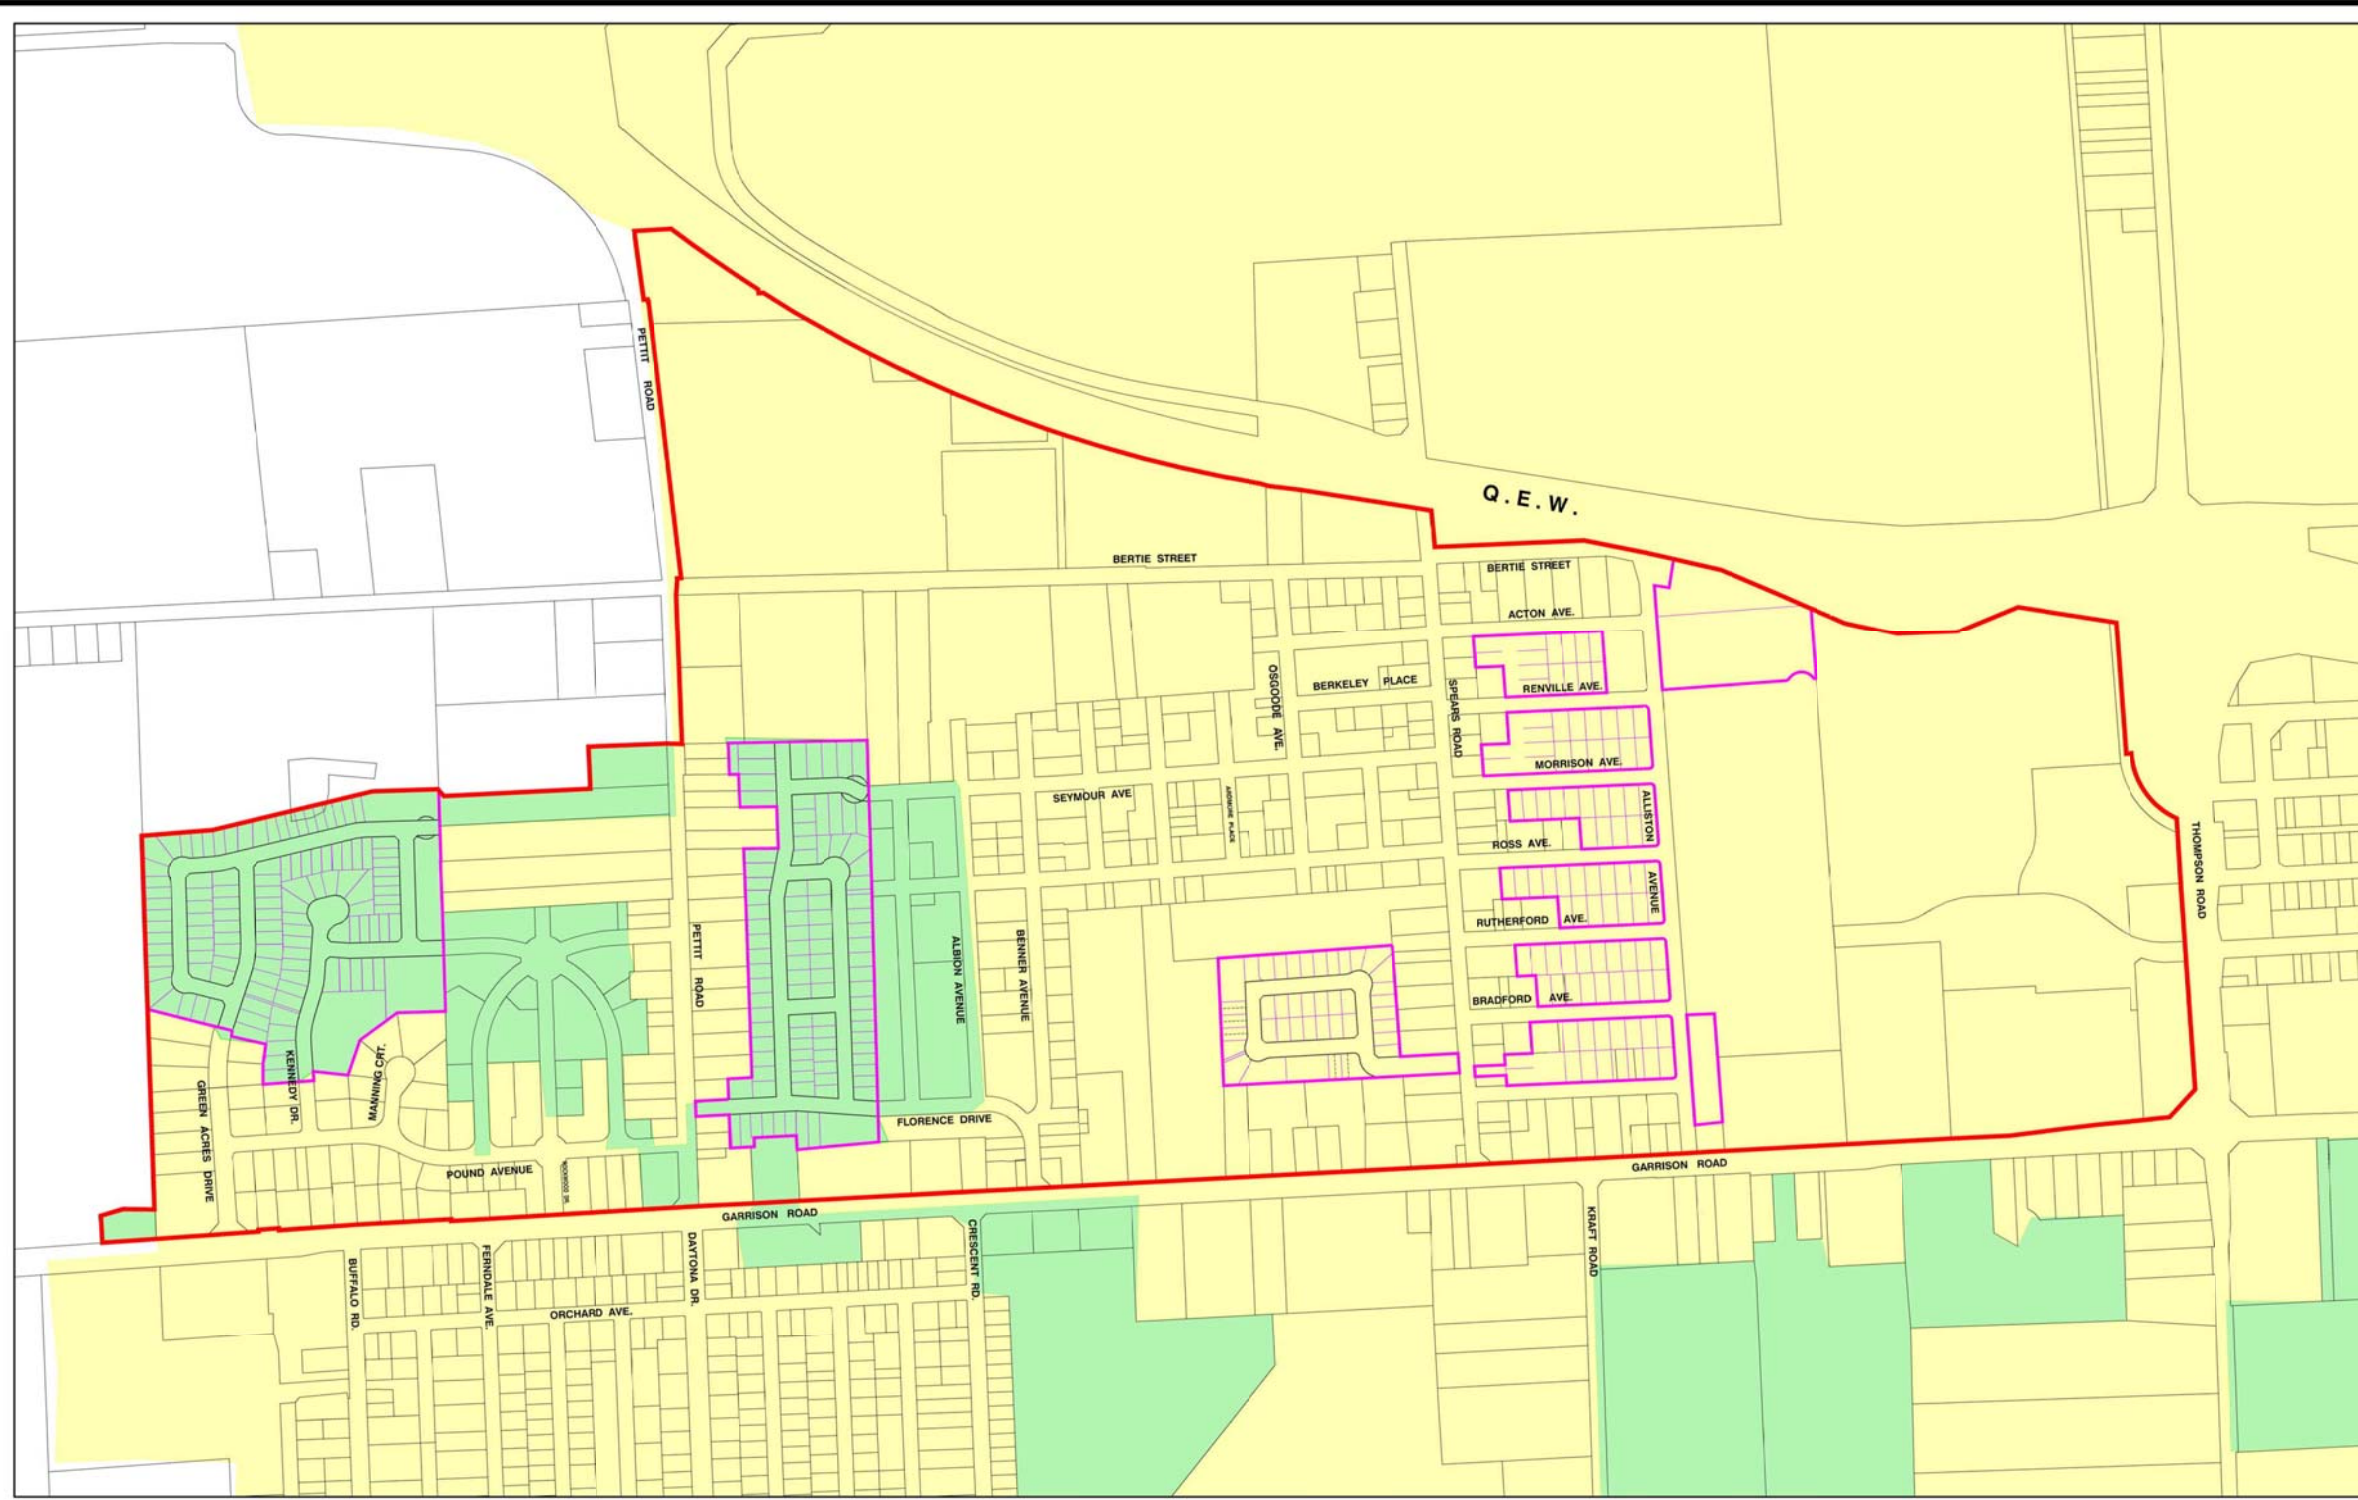 PETTIT ROAD
Q.E.W.
BERTIE STREET
BERTIE STREET
ACTON AVE.
OSGOODE AVE.
BERKELEY PLACE
SPEARS ROAD
RENVILLE AVE.
MORRISON AVE.
SEYMOUR AVE
ARDMORE PLACE
ALLISTON AVENUE
ROSS AVE.
THOMPSON ROAD
RUTHERFORD AVE.
PETTIT ROAD
ALBION AVENUE
BENNER AVENUE
BRADFORD AVE.
GREEN ACRES DRIVE
KENNEDY DR.
MANNING CRT.
FLORENCE DRIVE
POUND AVENUE
GARRISON ROAD
GARRISON ROAD
BUFFALO RD.
FERNDALE AVE.
DAYTONA DR.
CRESCENT RD.
KRAFT ROAD
ORCHARD AVE.